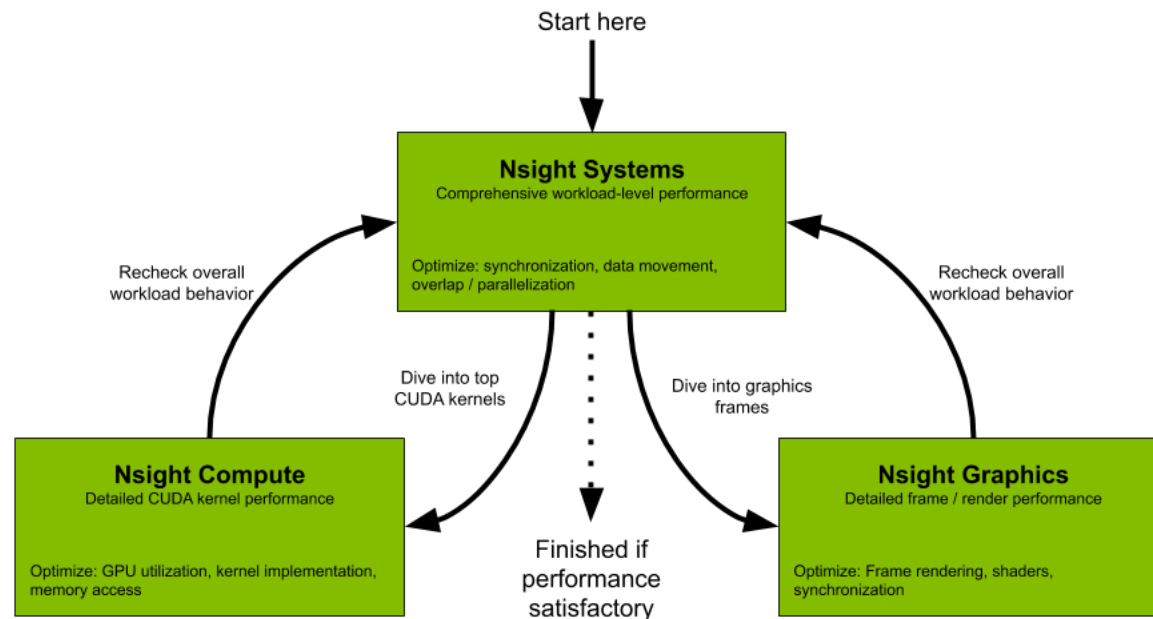 Start here
Nsight Systems
Comprehensive workload-level performance
Optimize: synchronization, data movement,
overlap / parallelization
Recheck overall
workload behavior
Recheck overall
workload behavior
Dive into top
CUDA kernels
Dive into graphics
frames
Nsight Compute
Detailed CUDA kernel performance
Optimize: GPU utilization, kernel implementation,
memory access
Finished if
performance
satisfactory
Nsight Graphics
Detailed frame / render performance
Optimize: Frame rendering, shaders,
synchronization